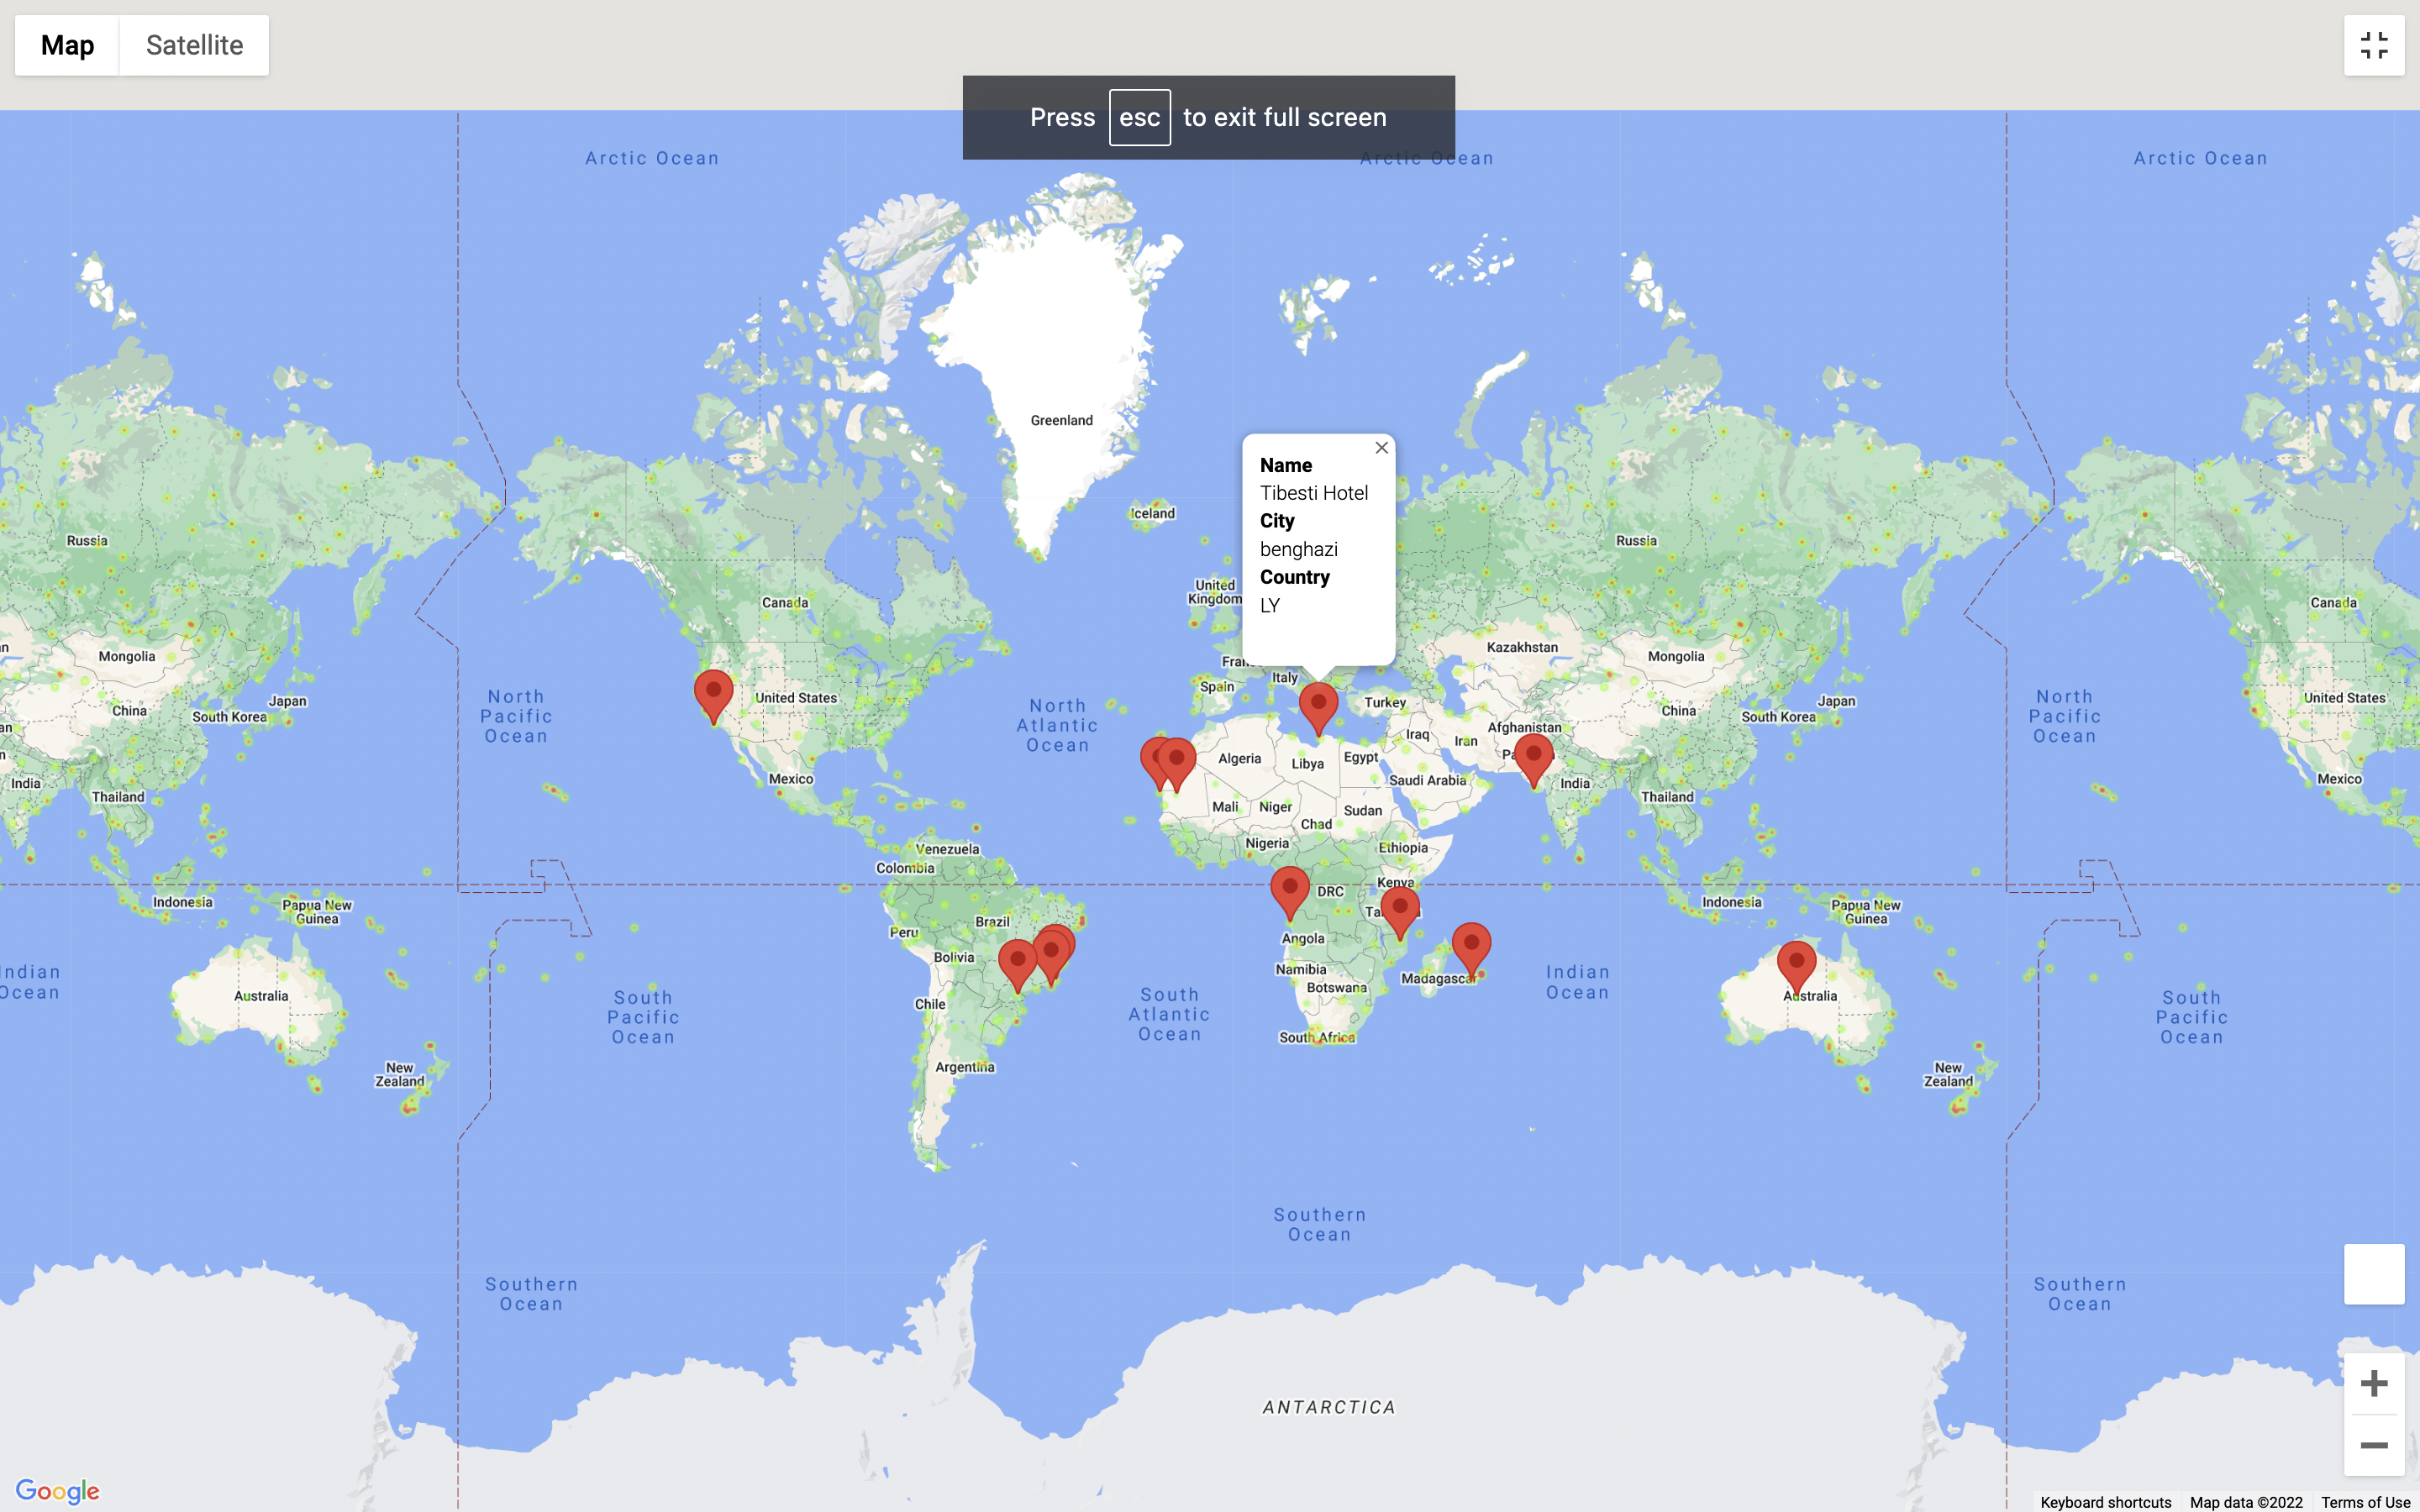 Map
Satellite
Press esc to exit full screen
Arctic Ocean
Arctic Ocean
Arctic Ocean
Greenland
Name
Tibesti Hotel
City
benghazi
Country
LY
Iceland
Russia
Russia
United
Kingdom
Canada
Canada
Mongolia
Kazakhstan
Mongolia
Italy
Spain
United States
United States
Turkey
Japan
South Korea
China
North
Pacific
Ocean
North
Atlantic
Ocean
Afghanistan
China
South Korea
Japan
North
Pacific
Ocean
Iraq
Iran
Algeria
Libya
Egypt
Saudi Arabia
India
India
Mexico
Mexico
Thailand
Thailand
Mali
Niger
Chad
Sudan
Nigeria
Ethiopia
Venezuela
Colombia
Kenya
DRC
Indonesia
Papua New
Guinea
Indonesia
Papua New
Guinea
Brazil
Peru
Bolivia
Angola
Namibia
Botswana
Madagascar
Indian
Ocean
Indian
Ocean
Australia
Australia
Chile
South
Pacific
Ocean
South
Atlantic
Ocean
South
Pacific
Ocean
South Africa
Argentina
New
Zealand
New
Zealand
Southern
Ocean
Southern
Ocean
Southern
Ocean
ANTARCTICA
Google
Keyboard shortcuts
Map data ©2022
Terms of Use